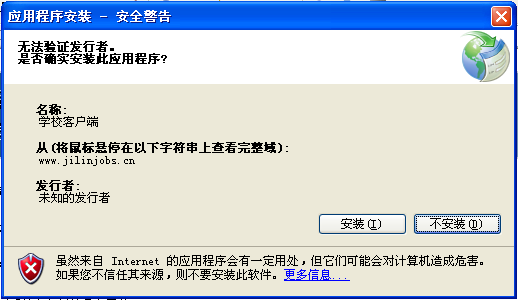 应用程序安装 - 安全警告
无法验证发行者。
是否确实安装此应用程序?
名称:
学校客户端
从(将鼠标悬停在以下字符串上查看完整域):
www.jilinjobs.cn
发行者:
未知的发行者
安装(I) 不安装(D)
虽然来自 Internet 的应用程序会有一定用处，但它们可能会对计算机造成危害。
如果您不信任其来源，则不要安装此软件。更多信息...